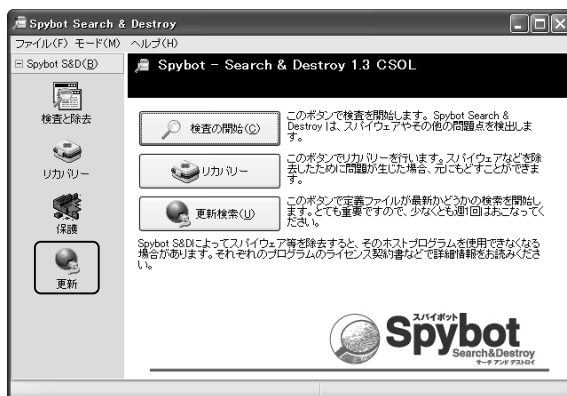 Spybot Search & Destroy
ファイル(F) モード(M) ヘルプ(H)
Spybot S&D(B)
検査と除去
リカバリー
保護
更新
Spybot - Search & Destroy 1.3 CSOL
検査の開始(C)
このボタンで検査を開始します。Spybot Search &
Destroy は、スパイウェアやその他の問題点を検出しま
す。
リカバリー
このボタンでリカバリーを行います。スパイウェアなどを除
去したために問題が生じた場合、元にもどすことができま
す。
更新検索(U)
このボタンで定義ファイルが最新かどうかの検索を開始し
ます。とても重要ですので、少なくとも週1回はおこなってく
ださい。
Spybot S&Dによってスパイウェア等を除去すると、そのホストプログラムを使用できなくなる
場合があります。それぞれのプログラムのライセンス契約書などで詳細情報をお読みくださ
い。
スパイボット
Spybot
Search&Destroy
サーチ アンド デストロイ